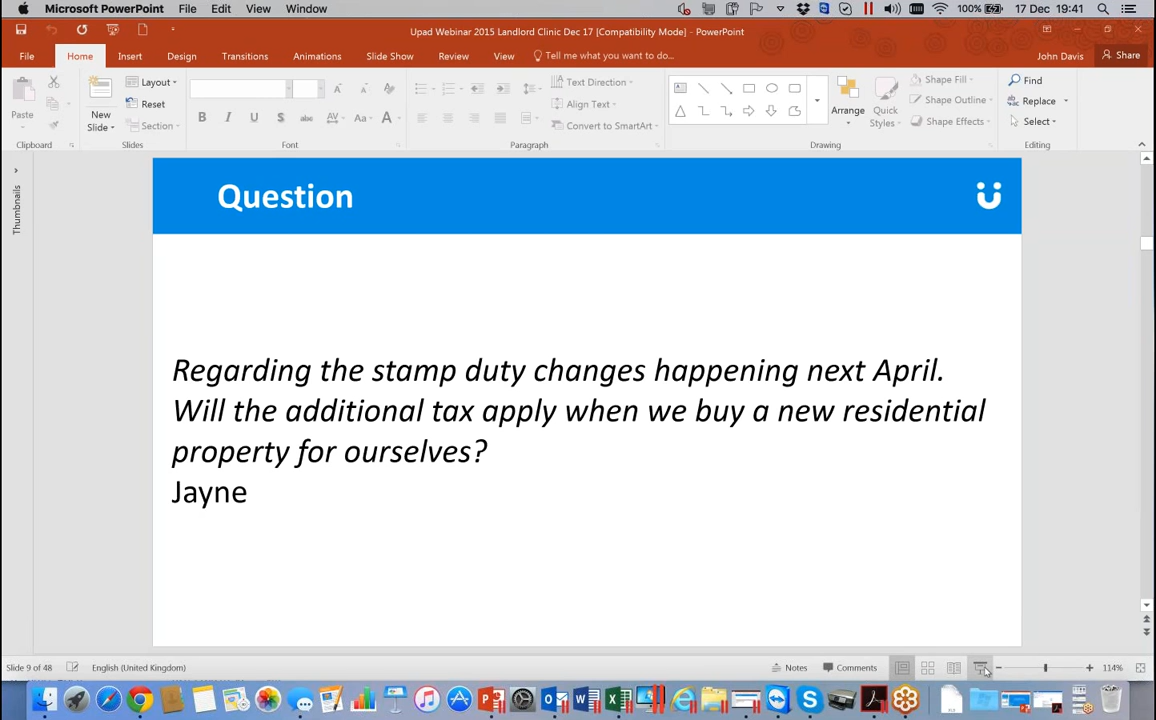 Microsoft PowerPoint File Edit View Window 100% 17 Dec 19:41
Upad Webinar 2015 Landlord Clinic Dec 17 [Compatibility Mode] - PowerPoint
File Home Insert Design Transitions Animations Slide Show Review View Tell me what you want to do... John Davis Share
Paste
Clipboard
New
Slide
Layout
Reset
Section
Slides
B I U S abc AV Aa A
Font
Text Direction
Align Text
Convert to SmartArt
Paragraph
Arrange
Quick
Styles
Shape Fill
Shape Outline
Shape Effects
Drawing
Find
Replace
Select
Editing
Thumbnails
Question
Regarding the stamp duty changes happening next April.
Will the additional tax apply when we buy a new residential
property for ourselves?
Jayne
Slide 9 of 48 English (United Kingdom) Notes Comments 114%